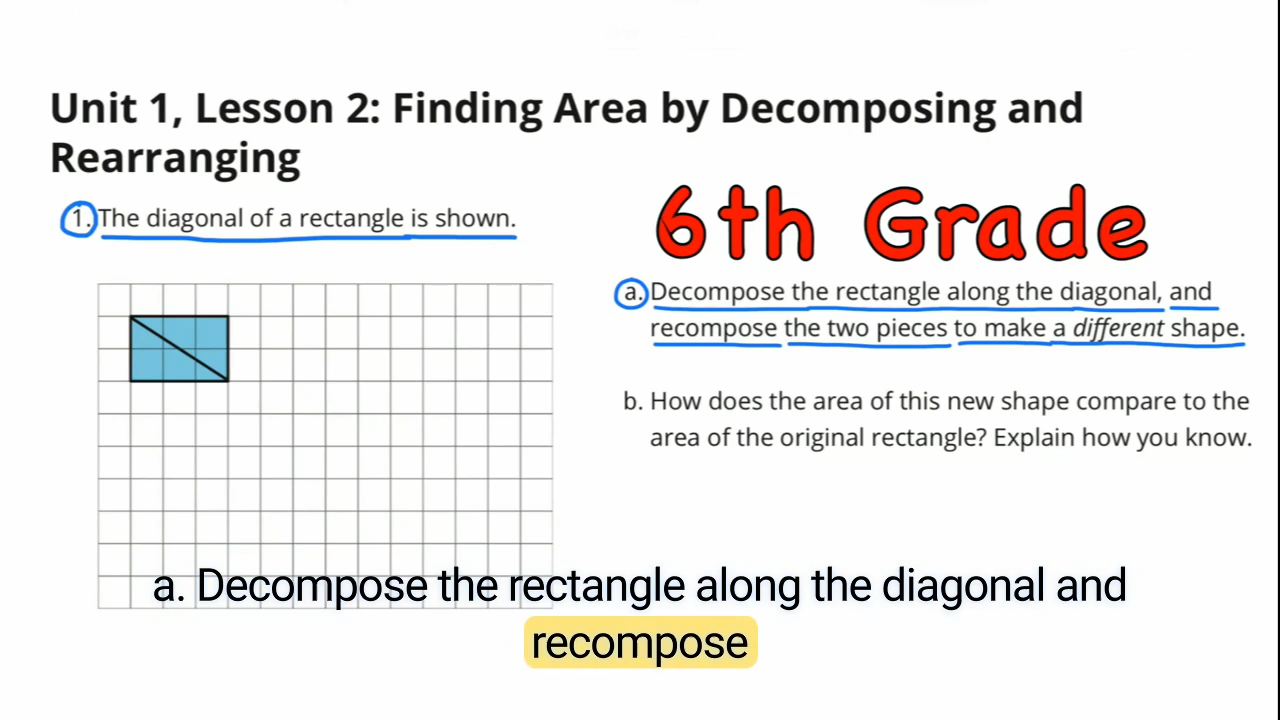 Unit 1, Lesson 2: Finding Area by Decomposing and
Rearranging
1. The diagonal of a rectangle is shown.
6th Grade
a. Decompose the rectangle along the diagonal, and
recompose the two pieces to make a different shape.
b. How does the area of this new shape compare to the
area of the original rectangle? Explain how you know.
a. Decompose the rectangle along the diagonal and
recompose